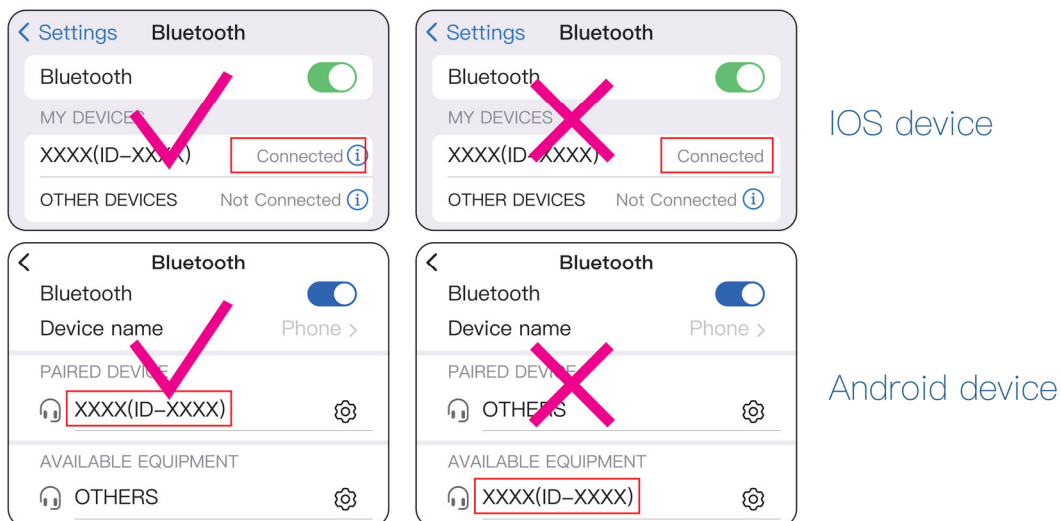 Settings Bluetooth
Bluetooth
MY DEVICES
XXXX(ID-XXXX) Connected
OTHER DEVICES Not Connected
Settings Bluetooth
Bluetooth
MY DEVICES
XXXX(ID-XXXX) Connected
OTHER DEVICES Not Connected
IOS device
Bluetooth
Bluetooth
Device name Phone >
PAIRED DEVICE
XXXX(ID-XXXX)
AVAILABLE EQUIPMENT
OTHERS
Bluetooth
Bluetooth
Device name Phone >
PAIRED DEVICE
OTHERS
AVAILABLE EQUIPMENT
XXXX(ID-XXXX)
Android device